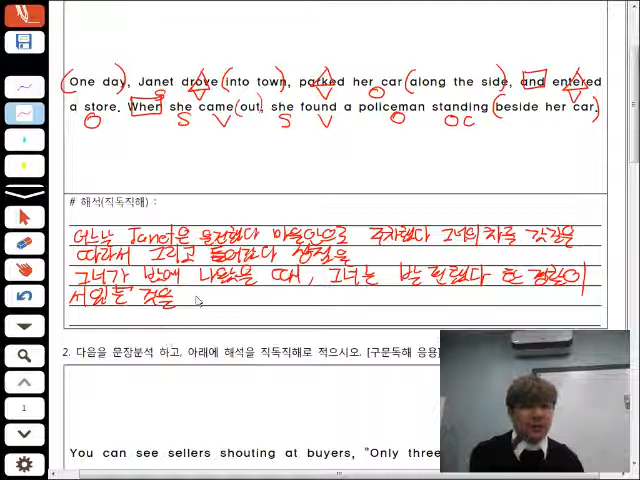 (One day), Janet drove (into town), parked her car (along the side), and entered
S O
a store. When she came (out), she found a policeman standing (beside her car.)
O S V S V O OC
# 해석(직독직해) :
어느날 Janet은 운전했다 마을안으로 주차했다 그녀의 차를 갓길을
따라서 그리고 들어갔다 상점을
그녀가 밖에 나왔을 때, 그녀는 발견했다 한 경찰이
서있는 것을
2. 다음을 문장분석 하고, 아래에 해석을 직독직해로 적으시오. [구문독해 응용]
1
You can see sellers shouting at buyers, "Only three